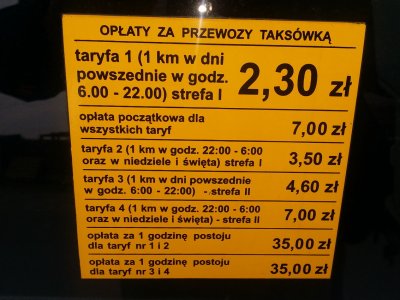 OPŁATY ZA PRZEWOZY TAKSÓWKĄ
taryfa 1 (1 km w dni
powszednie w godz.
6.00 - 22.00) strefa I
2,30 zł
opłata początkowa dla
wszystkich taryf
7,00 zł
taryfa 2 (1 km w godz. 22:00 - 6:00
oraz w niedziele i święta) strefa I
3,50 zł
taryfa 3 (1 km w dni powszednie
w godz. 6:00 - 22:00) - strefa II
4,60 zł
taryfa 4 (1 km w godz. 22:00 - 6:00
oraz w niedziele i święta) - strefa II
7,00 zł
opłata za 1 godzinę postoju
dla taryf nr 1 i 2
35,00 zł
opłata za 1 godzinę postoju
dla taryf nr 3 i 4
35,00 zł